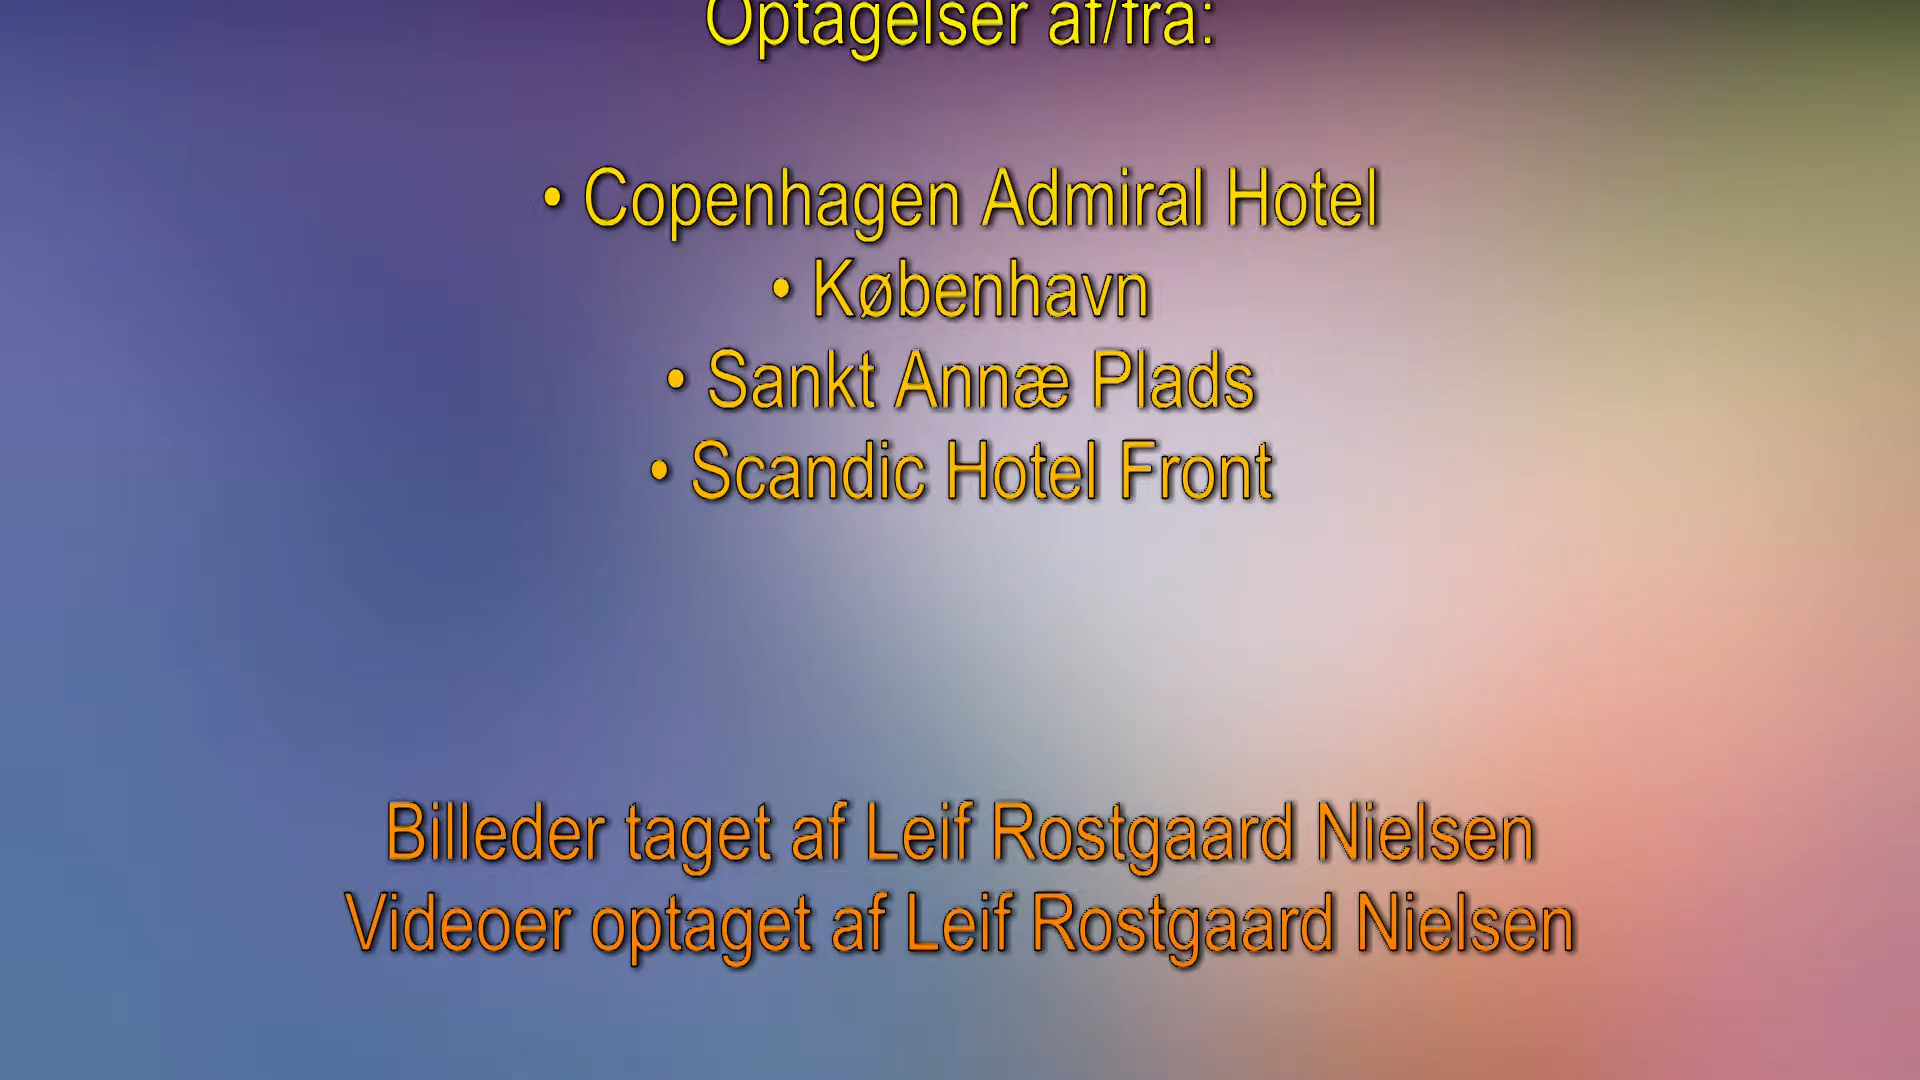 Optagelser af/fra:
• Copenhagen Admiral Hotel
• København
• Sankt Annæ Plads
• Scandic Hotel Front
Billeder taget af Leif Rostgaard Nielsen
Videoer optaget af Leif Rostgaard Nielsen